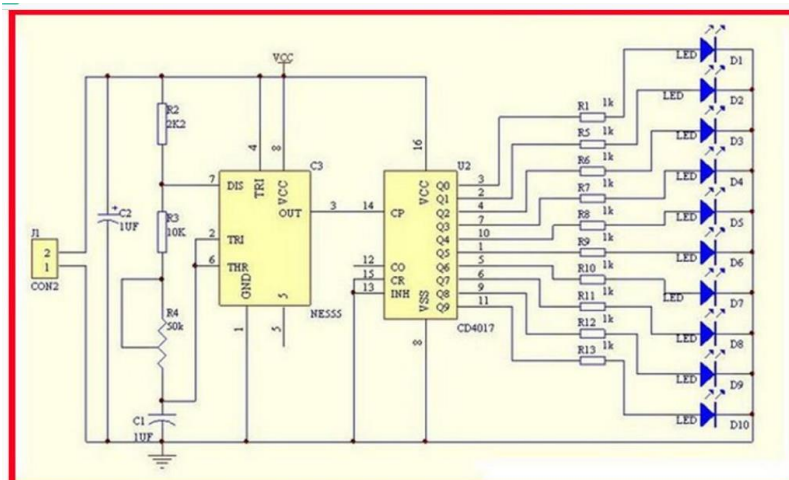 VCC
R2
2K2
4
8
C3
7
DIS
TRI
VCC
OUT
3
C2
1UF
R3
10K
2
TRI
6
THR
GND
5
NE555
1
5
J1
2
1
CON2
R4
50k
C1
1UF
16
U2
14
CP
VCC
12
CO
15
CR
13
INH
VSS
8
CD4017
Q0
3
Q1
2
Q2
4
Q3
7
Q4
10
Q5
1
Q6
5
Q7
6
Q8
9
Q9
11
R1
1k
R5
1k
R6
1k
R7
1k
R8
1k
R9
1k
R10
1k
R11
1k
R12
1k
R13
1k
LED
D1
LED
D2
LED
D3
LED
D4
LED
D5
LED
D6
LED
D7
LED
D8
LED
D9
LED
D10